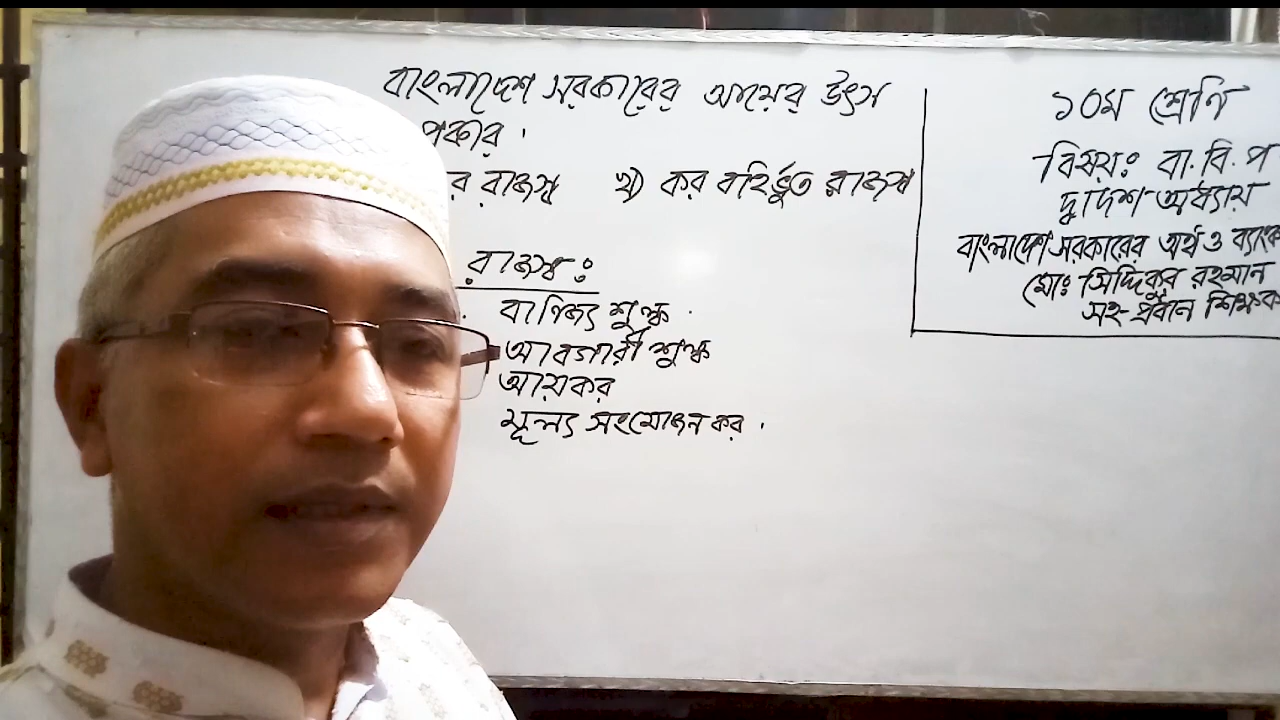 বাংলাদেশ সরকারের আয়ের উৎস
প্রকার ।
র রাজস্ব খ) কর বহির্ভুত রাজস্ব
রাজস্ব ঃ
বাণিজ্য শুল্ক ·
আবগারী শুল্ক
আয়কর
মূল্য সংযোজন কর ·
১০ম শ্রেণি
বিষয়ঃ বা. বি. প
দ্বাদশ অধ্যায়
বাংলাদেশ সরকারের অর্থ ও ব্যাংক
মোঃ সিদ্দিকুর রহমান
সহ-প্রধান শিক্ষক